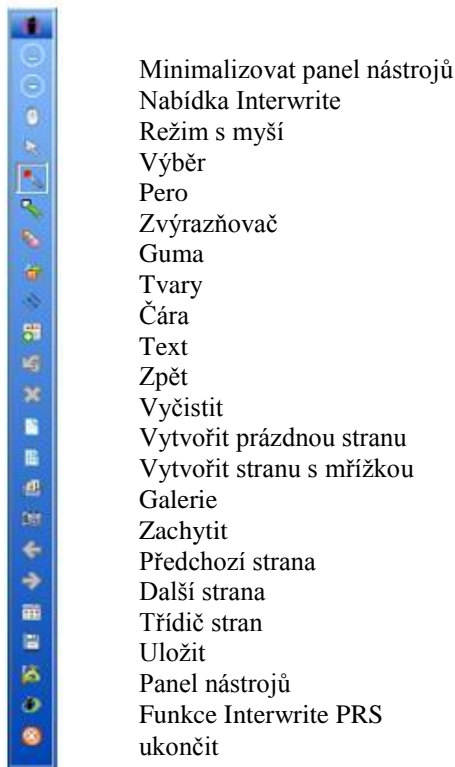 Minimalizovat panel nástrojů
Nabídka Interwrite
Režim s myší
Výběr
Pero
Zvýrazňovač
Guma
Tvary
Čára
Text
Zpět
Vyčistit
Vytvořit prázdnou stranu
Vytvořit stranu s mřížkou
Galerie
Zachytit
Předchozí strana
Další strana
Třídič stran
Uložit
Panel nástrojů
Funkce Interwrite PRS
ukončit